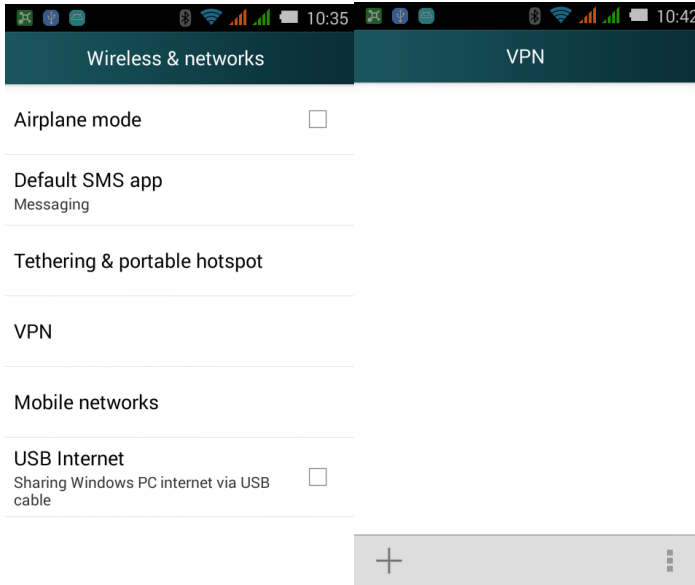 10:35
Wireless & networks
Airplane mode
Default SMS app
Messaging
Tethering & portable hotspot
VPN
Mobile networks
USB Internet
Sharing Windows PC internet via USB
cable
10:42
VPN